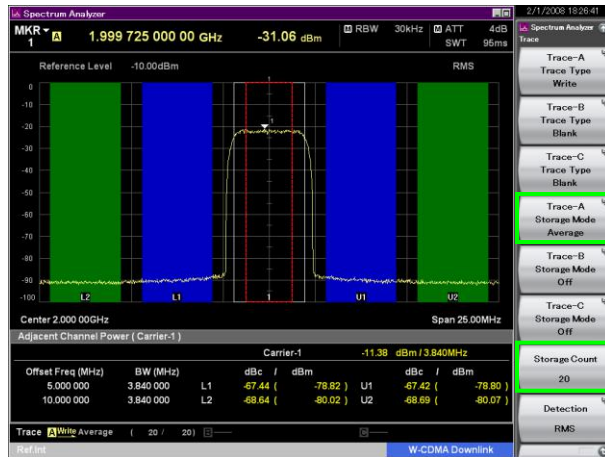 Spectrum Analyzer
2/1/2008 18:26:41
MKR 1 A 1.999 725 000 00 GHz -31.06 dBm M RBW 30kHz M ATT 4dB
SWT 95ms
Reference Level -10.00dBm RMS
1
0
-10
-20
-30
-40
-50
-60
-70
-80
-90
-100
1
L2 L1 1 U1 U2
Center 2.000 00GHz Span 25.00MHz
Adjacent Channel Power ( Carrier-1 )
Carrier-1 -11.38 dBm / 3.840MHz
Offset Freq (MHz) BW (MHz) dBc / dBm dBc / dBm
5.000 000 3.840 000 L1 -67.44 ( -78.82 ) U1 -67.42 ( -78.80 )
10.000 000 3.840 000 L2 -68.64 ( -80.02 ) U2 -68.69 ( -80.07 )
Trace A Write Average ( 20 / 20)
Ref.Int W-CDMA Downlink
Spectrum Analyzer
Trace
Trace-A
Trace Type
Write
Trace-B
Trace Type
Blank
Trace-C
Trace Type
Blank
Trace-A
Storage Mode
Average
Trace-B
Storage Mode
Off
Trace-C
Storage Mode
Off
Storage Count
20
Detection
RMS